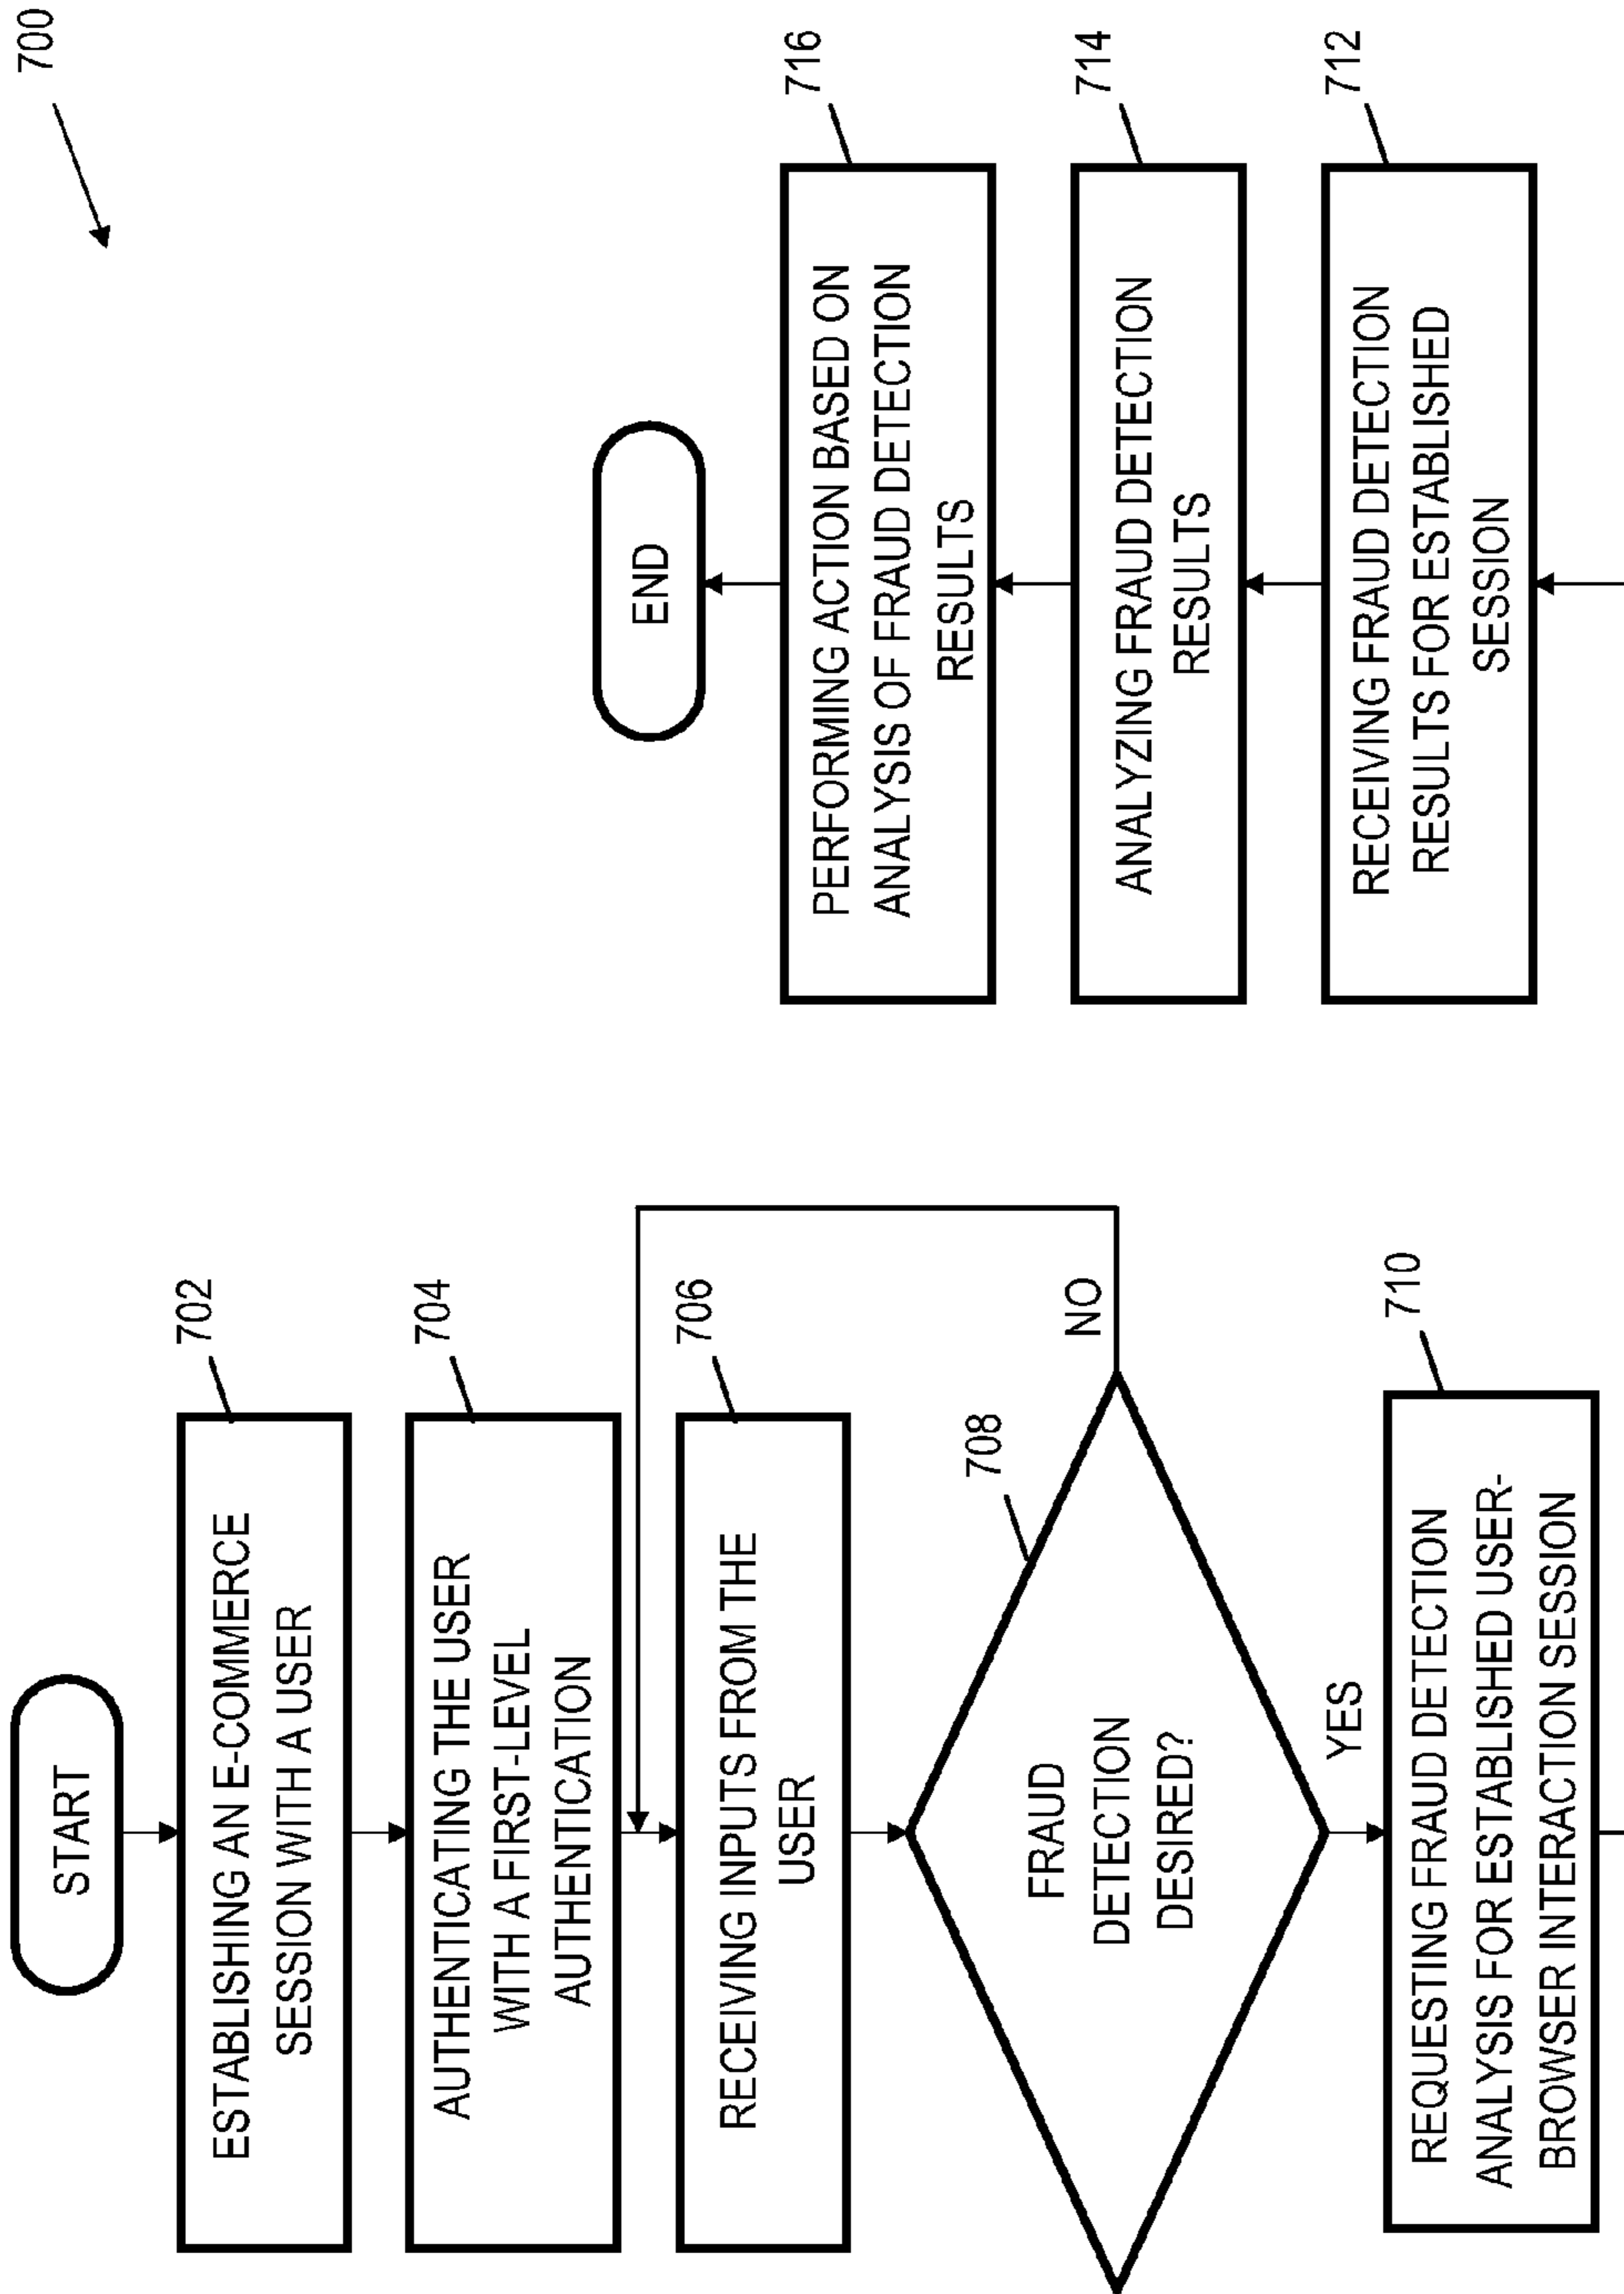 700
START
702
ESTABLISHING AN E-COMMERCE
SESSION WITH A USER
704
AUTHENTICATING THE USER
WITH A FIRST-LEVEL
AUTHENTICATION
706
RECEIVING INPUTS FROM THE
USER
708
FRAUD
DETECTION
DESIRED?
NO
YES
710
REQUESTING FRAUD DETECTION
ANALYSIS FOR ESTABLISHED USER-
BROWSER INTERACTION SESSION
712
RECEIVING FRAUD DETECTION
RESULTS FOR ESTABLISHED
SESSION
714
ANALYZING FRAUD DETECTION
RESULTS
716
PERFORMING ACTION BASED ON
ANALYSIS OF FRAUD DETECTION
RESULTS
END